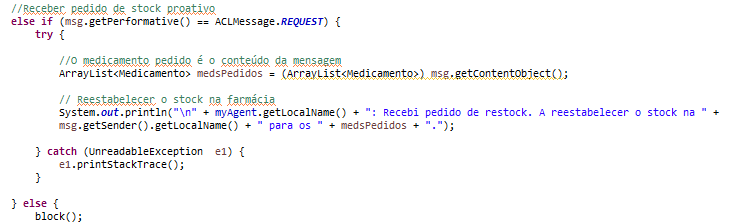 //Receber pedido de stock proativo
else if (msg.getPerformative() == ACLMessage.REQUEST) {
try {
//O medicamento pedido é o conteúdo da mensagem
ArrayList<Medicamento> medsPedidos = (ArrayList<Medicamento>) msg.getContentObject();
// Reestabelecer o stock na farmácia
System.out.println("\n" + myAgent.getLocalName() + ": Recebi pedido de restock. A reestabelecer o stock na " +
msg.getSender().getLocalName() + " para os " + medsPedidos + ".");
} catch (UnreadableException  e1) {
e1.printStackTrace();
}
} else {
block();